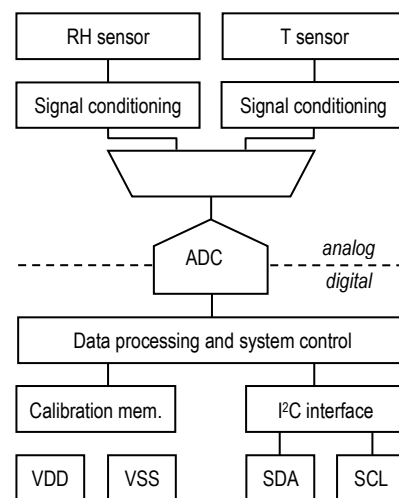 RH sensor
T sensor
Signal conditioning
Signal conditioning
ADC
analog
digital
Data processing and system control
Calibration mem.
I²C interface
VDD
VSS
SDA
SCL